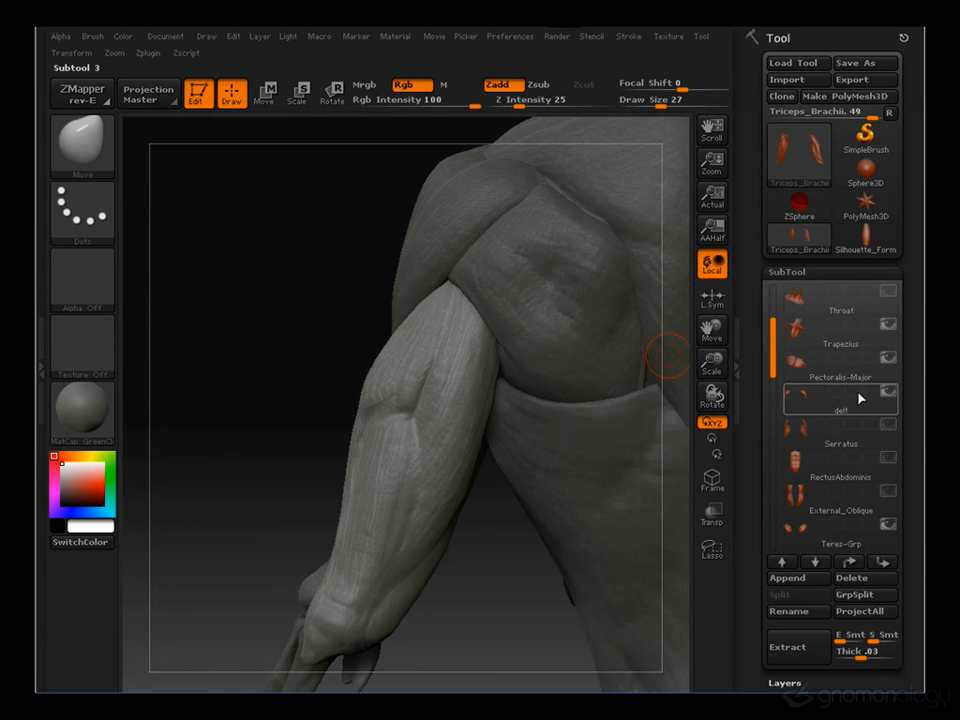 Alpha Brush Color Document Draw Edit Layer Light Macro Marker Material Movie Picker Preferences Render Stencil Stroke Texture Tool
Transform Zoom Zplugin Zscript
Subtool 3
ZMapper
rev-E
Projection
Master
Edit
Draw
Move
Scale
Rotate
Mrgb
Rgb
M
Rgb Intensity 100
Zadd
Zsub
Zcut
Z Intensity 25
Focal Shift 0
Draw Size 27
Move
Dots
Alpha Off
Texture Off
MatCap: GreenCl
SwitchColor
Scroll
Zoom
Actual
AAHalf
Local
L.Sym
Move
Scale
Rotate
XYZ
Frame
Transp
Lasso
Tool
Load Tool
Save As
Import
Export
Clone
Make PolyMesh3D
Triceps_Brachii. 49
R
Triceps_Brachii
SimpleBrush
Sphere3D
ZSphere
PolyMesh3D
Triceps_Brachii
Silhouette_Form
SubTool
Throat
Trapezius
Pectoralis-Major
delt
Serratus
RectusAbdominis
External_Oblique
Teres-Grp
Append
Delete
Split
GrpSplit
Rename
ProjectAll
Extract
E Smt S Smt
Thick .03
Layers
gnomonology